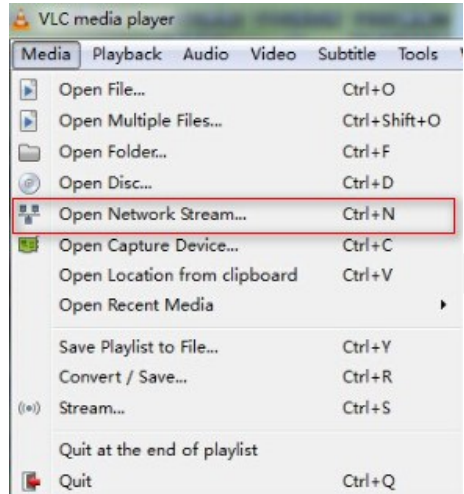 VLC media player
Media Playback Audio Video Subtitle Tools
Open File... Ctrl+O
Open Multiple Files... Ctrl+Shift+O
Open Folder... Ctrl+F
Open Disc... Ctrl+D
Open Network Stream... Ctrl+N
Open Capture Device... Ctrl+C
Open Location from clipboard Ctrl+V
Open Recent Media
Save Playlist to File... Ctrl+Y
Convert / Save... Ctrl+R
Stream... Ctrl+S
Quit at the end of playlist
Quit Ctrl+Q